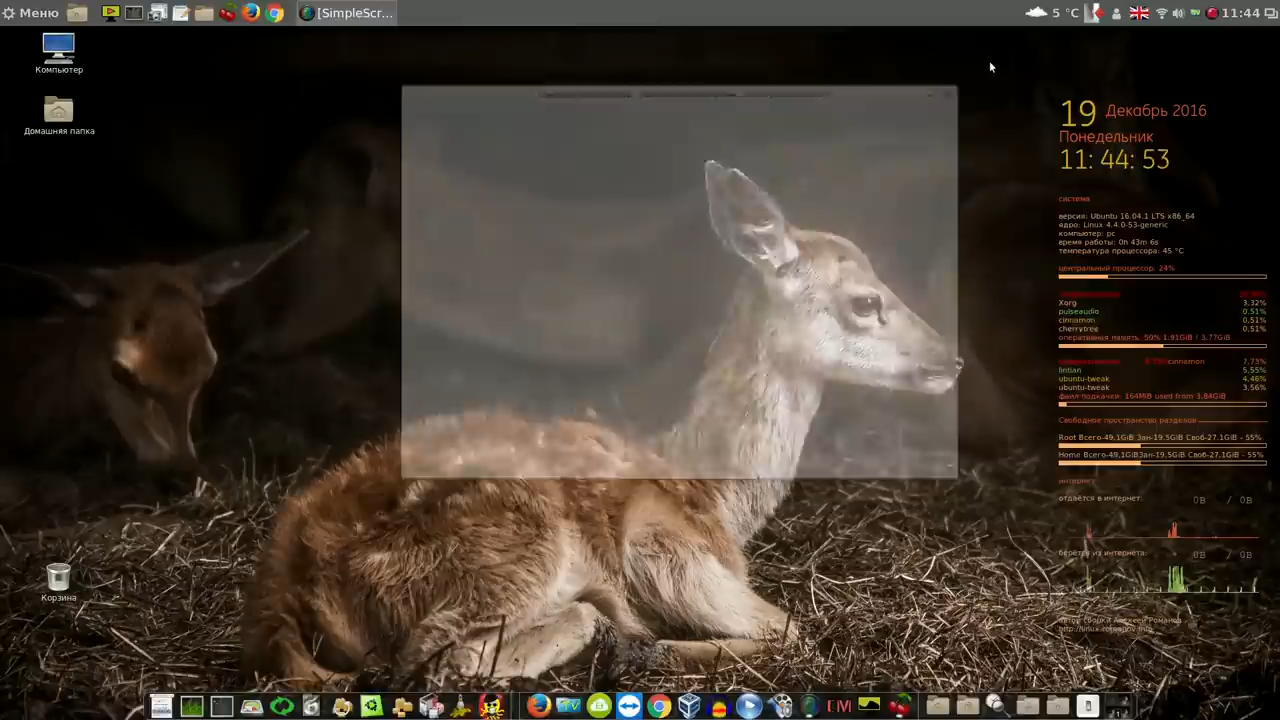 Меню
[SimpleScr...
5 °C
11:44
Компьютер
Домашняя папка
Корзина
19 Декабрь 2016
Понедельник
11: 44: 53
система
версия: Ubuntu 16.04.1 LTS x86_64
ядро: Linux 4.4.0-53-generic
компьютер: pc
время работы: 0h 43m 6s
температура процессора: 45 °C
центральный процессор: 24%
Xorg 3,32%
pulseaudio 0,51%
cinnamon 0,51%
cherrytree 0,51%
оперативная память: 50% 1.91GiB / 3.77GiB
cinnamon 7,73%
lintian 5,55%
ubuntu-tweak 4,46%
ubuntu-tweak 3,56%
файл подкачки: 164MiB used from 3.84GiB
Свободное пространство разделов
Root Всего-49,1GiB Зан-19.5GiB Своб-27.1GiB - 55%
Home Всего-49,1GiB Зан-19.5GiB Своб-27.1GiB - 55%
интернет
отдаётся в интернет: 0B / 0B
берётся из интернета: 0B / 0B
автор сборки Алексей Романов